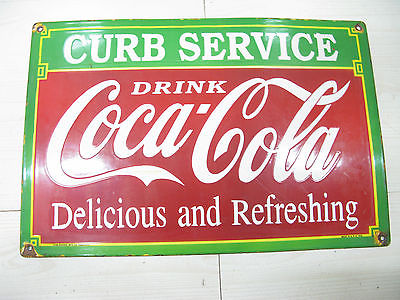 CURB SERVICE
DRINK
Coca-Cola
Delicious and Refreshing